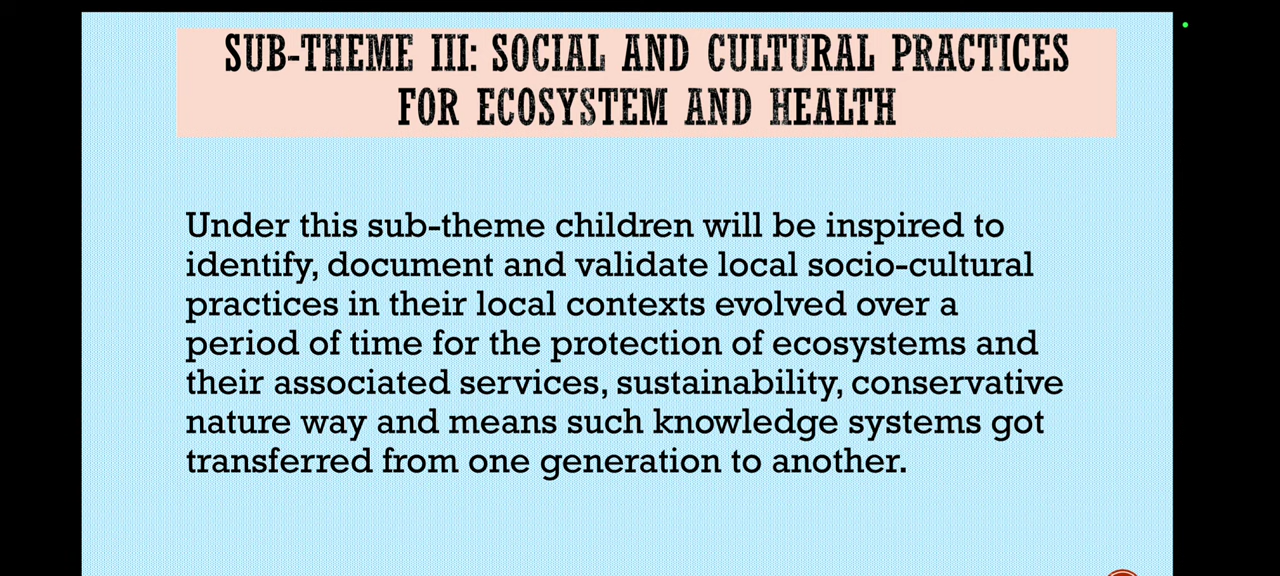 SUB-THEME III: SOCIAL AND CULTURAL PRACTICES
FOR ECOSYSTEM AND HEALTH
Under this sub-theme children will be inspired to
identify, document and validate local socio-cultural
practices in their local contexts evolved over a
period of time for the protection of ecosystems and
their associated services, sustainability, conservative
nature way and means such knowledge systems got
transferred from one generation to another.